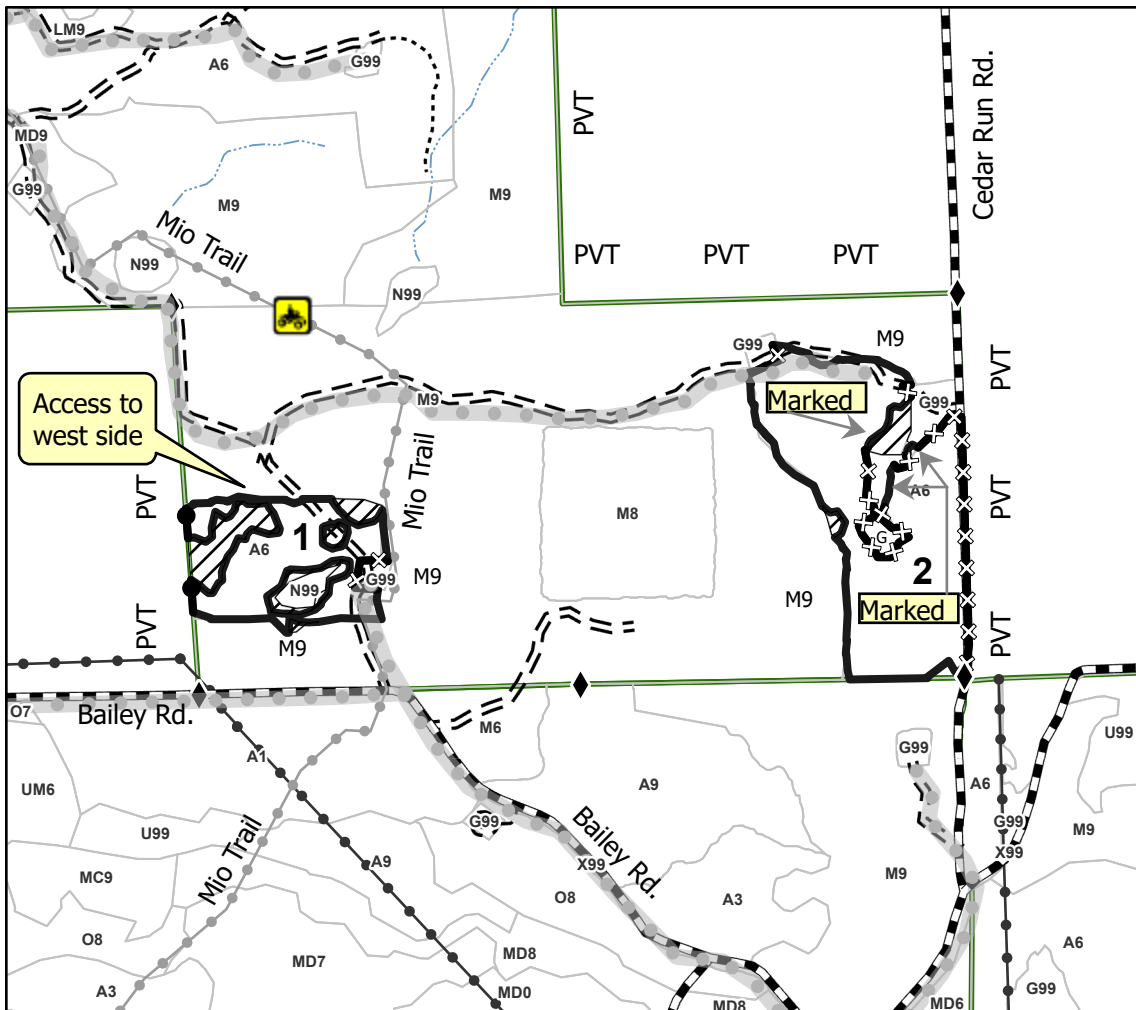 LM9
A6
G99
MD9
G99
M9
M9
PVT
Cedar Run Rd.
Mio Trail
N99
N99
PVT
PVT
PVT
PVT
G99
M9
PVT
Access to
west side
M9
Marked
G99
PVT
Mio Trail
M8
A6
PVT
1
A6
G
N99
G99
M9
M9
2
Marked
PVT
M9
PVT
O7
Bailey Rd.
M6
A1
U99
UM6
A9
A6
G99
G99
G99
M9
U99
Mio Trail
A9
X99
Bailey Rd.
X99
MC9
M9
O8
A3
O8
MD7
MD8
A6
A3
MD0
MD8
MD6
G99